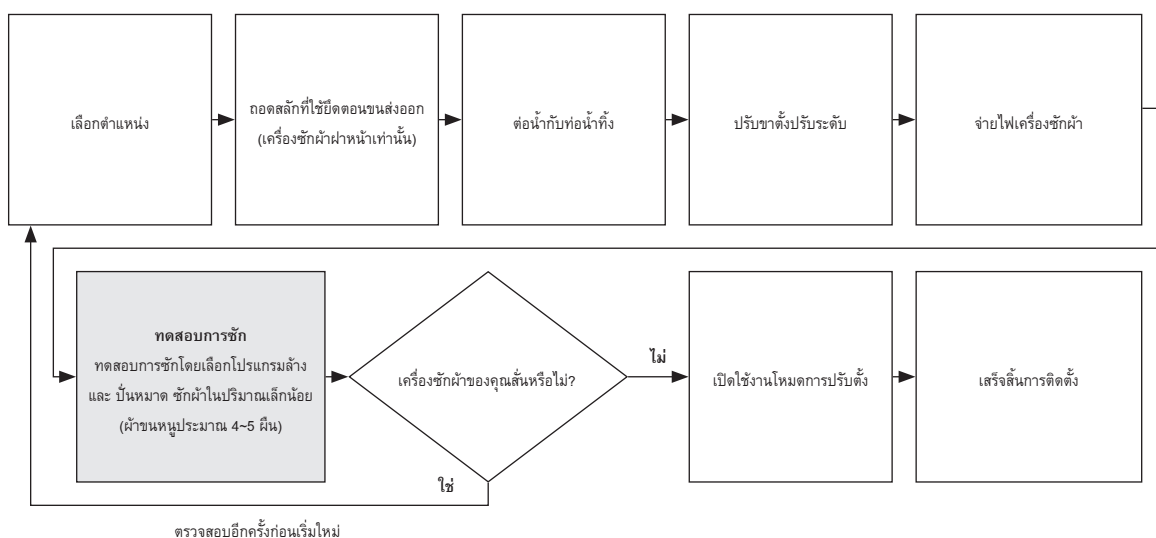 เลือกตำแหน่ง
ถอดสลักที่ใช้ยึดตอนขนส่งออก
(เครื่องซักผ้าฝาหน้าเท่านั้น)
ต่อน้ำกับท่อน้ำทิ้ง
ปรับขาตั้งปรับระดับ
จ่ายไฟเครื่องซักผ้า
ทดสอบการซัก
ทดสอบการซักโดยเลือกโปรแกรมล้าง
และ ปั่นหมาด ซักผ้าในปริมาณเล็กน้อย
(ผ้าขนหนูประมาณ 4~5 ผืน)
เครื่องซักผ้าของคุณสั่นหรือไม่?
ไม่
เปิดใช้งานโหมดการปรับตั้ง
เสร็จสิ้นการติดตั้ง
ใช่
ตรวจสอบอีกครั้งก่อนเริ่มใหม่